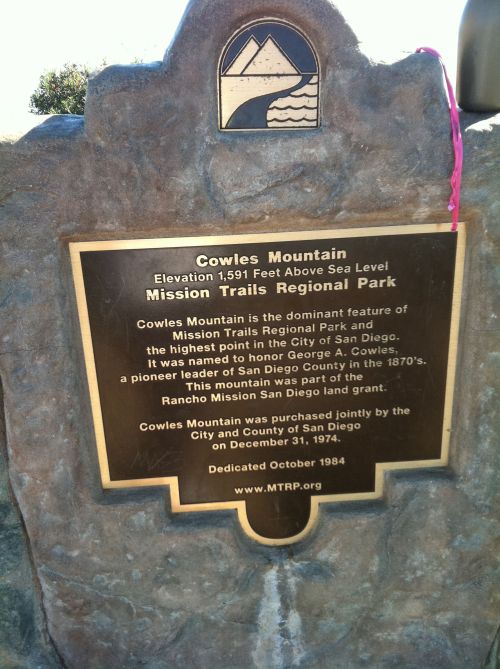 Cowles Mountain
Elevation 1,591 Feet Above Sea Level
Mission Trails Regional Park
Cowles Mountain is the dominant feature of
Mission Trails Regional Park and
the highest point in the City of San Diego.
It was named to honor George A. Cowles,
a pioneer leader of San Diego County in the 1870's.
This mountain was part of the
Rancho Mission San Diego land grant.
Cowles Mountain was purchased jointly by the
City and County of San Diego
on December 31, 1974.
Dedicated October 1984
www.MTRP.org